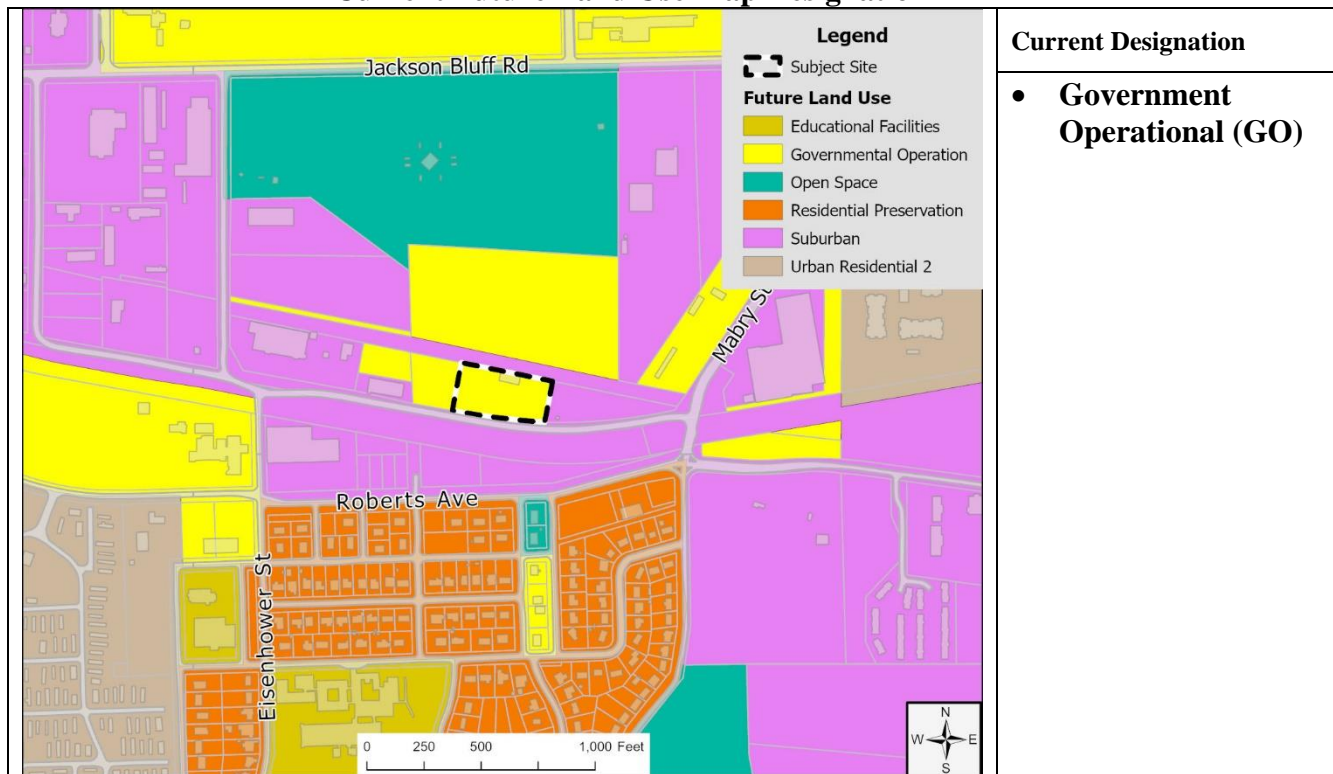 Jackson Bluff Rd
Legend
Subject Site
Future Land Use
Educational Facilities
Governmental Operation
Open Space
Residential Preservation
Suburban
Urban Residential 2
Mabry St
Roberts Ave
Eisenhower St
0 250 500 1,000 Feet
N
W E
S
Current Designation
• Government
Operational (GO)